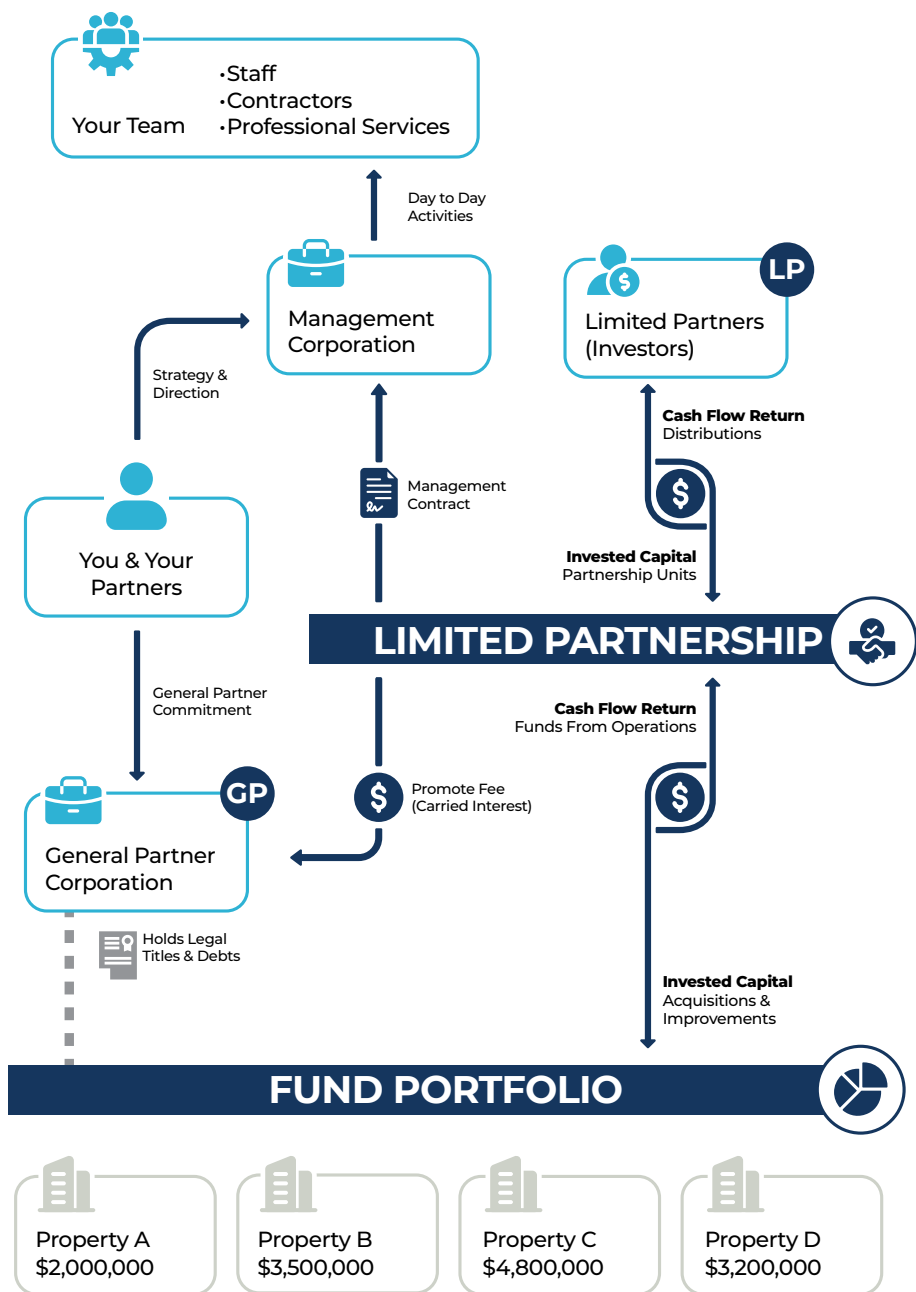 Your Team
·Staff
·Contractors
·Professional Services
Day to Day
Activities
Management
Corporation
LP
Limited Partners
(Investors)
Strategy &
Direction
Cash Flow Return
Distributions
Management
Contract
You & Your
Partners
Invested Capital
Partnership Units
LIMITED PARTNERSHIP
General Partner
Commitment
Cash Flow Return
Funds From Operations
GP
General Partner
Corporation
Promote Fee
(Carried Interest)
Holds Legal
Titles & Debts
Invested Capital
Acquisitions &
Improvements
FUND PORTFOLIO
Property A
$2,000,000
Property B
$3,500,000
Property C
$4,800,000
Property D
$3,200,000